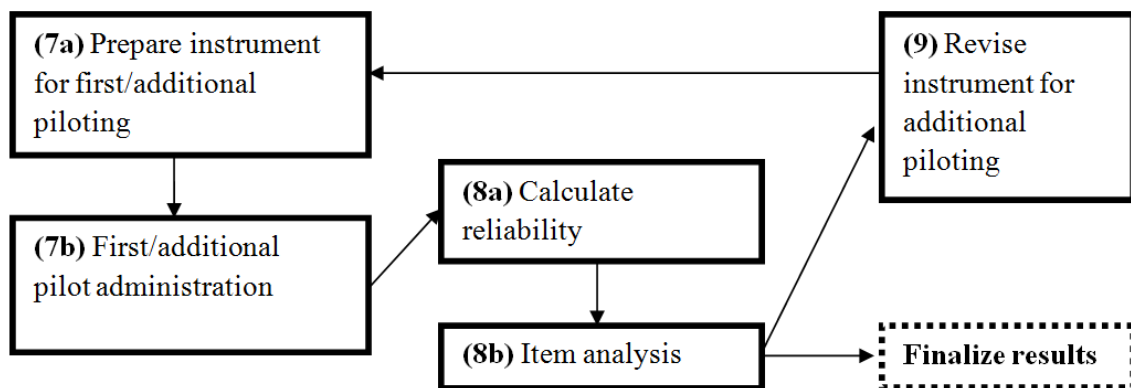 (7a) Prepare instrument
for first/additional
piloting
(7b) First/additional
pilot administration
(8a) Calculate
reliability
(8b) Item analysis
(9) Revise
instrument for
additional
piloting
Finalize results